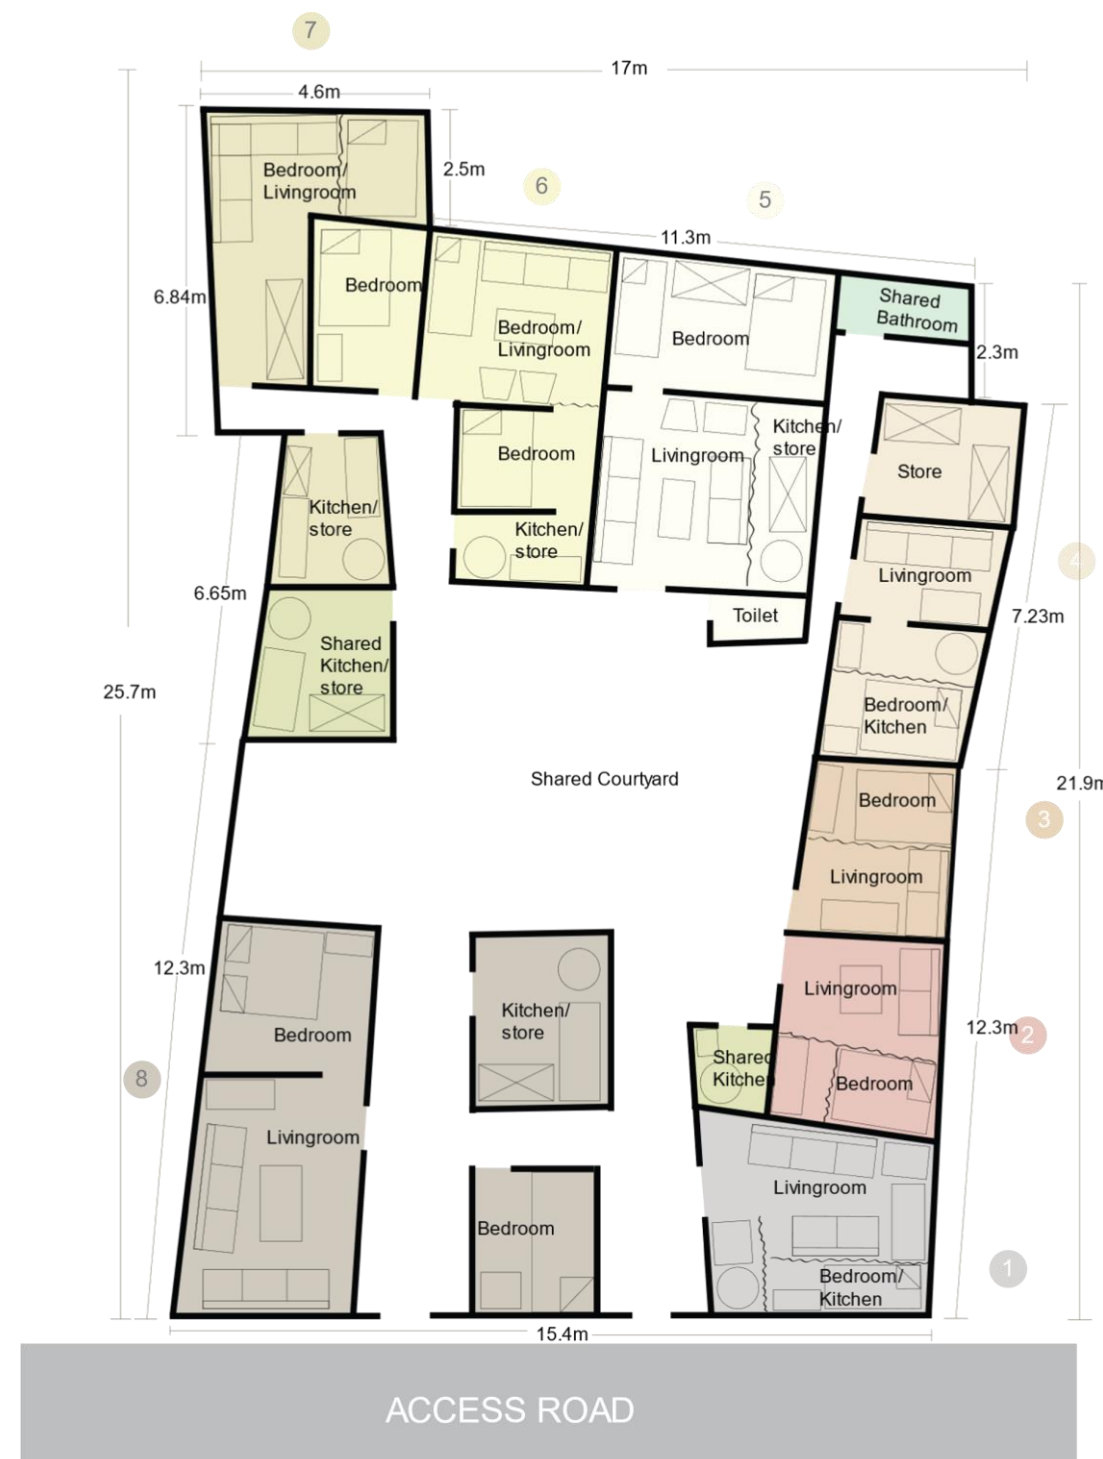 7
17m
4.6m
2.5m
Bedroom/
Livingroom
6
5
11.3m
6.84m
Bedroom
Bedroom/
Livingroom
Bedroom
Shared
Bathroom
2.3m
Kitchen/
store
Livingroom
Bedroom
Store
Kitchen/
store
Kitchen/
store
Livingroom
4
6.65m
Toilet
7.23m
Shared
Kitchen/
store
25.7m
Bedroom/
Kitchen
Shared Courtyard
21.9m
Bedroom
3
Livingroom
12.3m
Livingroom
Kitchen/
store
Bedroom
12.3m
2
Shared
Kitchen
Bedroom
8
Livingroom
Livingroom
Bedroom
1
Bedroom/
Kitchen
15.4m
ACCESS ROAD